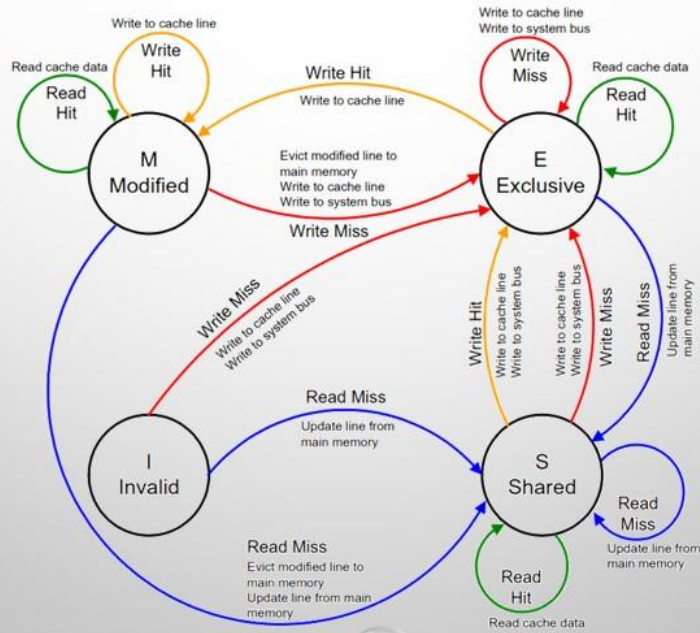 Write to cache line
Write
Hit
Read cache data
Read
Hit
M
Modified
Write Hit
Write to cache line
Write to cache line
Write to system bus
Write
Miss
Read cache data
Read
Hit
E
Exclusive
Evict modified line to
main memory
Write to cache line
Write to system bus
Write Miss
Write Miss
Write to cache line
Write to system bus
Write Hit
Write to cache line
Write to system bus
Write to cache line
Write to system bus
Write Miss
Read Miss
Update line from
main memory
I
Invalid
Read Miss
Update line from
main memory
S
Shared
Read
Miss
Update line from
main memory
Read Miss
Evict modified line to
main memory
Update line from main
memory
Read
Hit
Read cache data